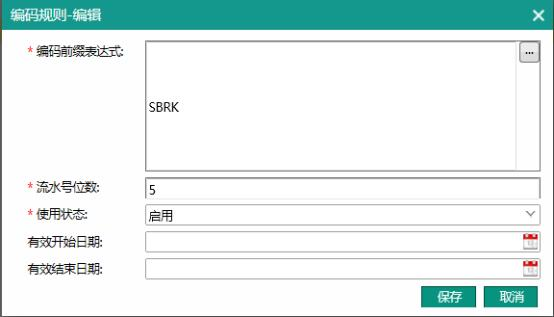 编码规则-编辑
* 编码前缀表达式:
...
SBRK
* 流水号位数: 5
* 使用状态: 启用
有效开始日期:
有效结束日期:
保存 取消